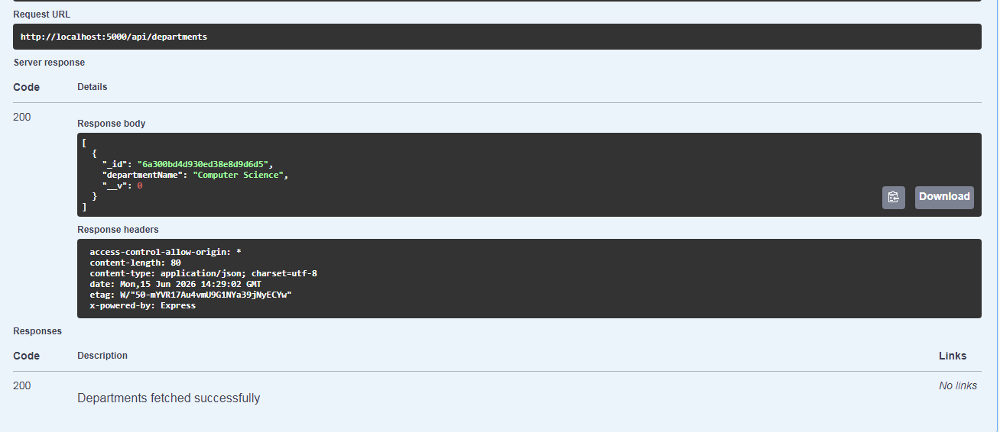 Request URL
http://localhost:5000/api/departments
Server response
Code Details
200
Response body
[
  {
    "_id": "6a300bd4d930ed38e8d9d6d5",
    "departmentName": "Computer Science",
    "__v": 0
  }
]
Download
Response headers
access-control-allow-origin: *
content-length: 80
content-type: application/json; charset=utf-8
date: Mon,15 Jun 2026 14:29:02 GMT
etag: W/"50-mYVR17Au4vmU9G1NYa39jNyECYw"
x-powered-by: Express
Responses
Code Description Links
200 No links
Departments fetched successfully